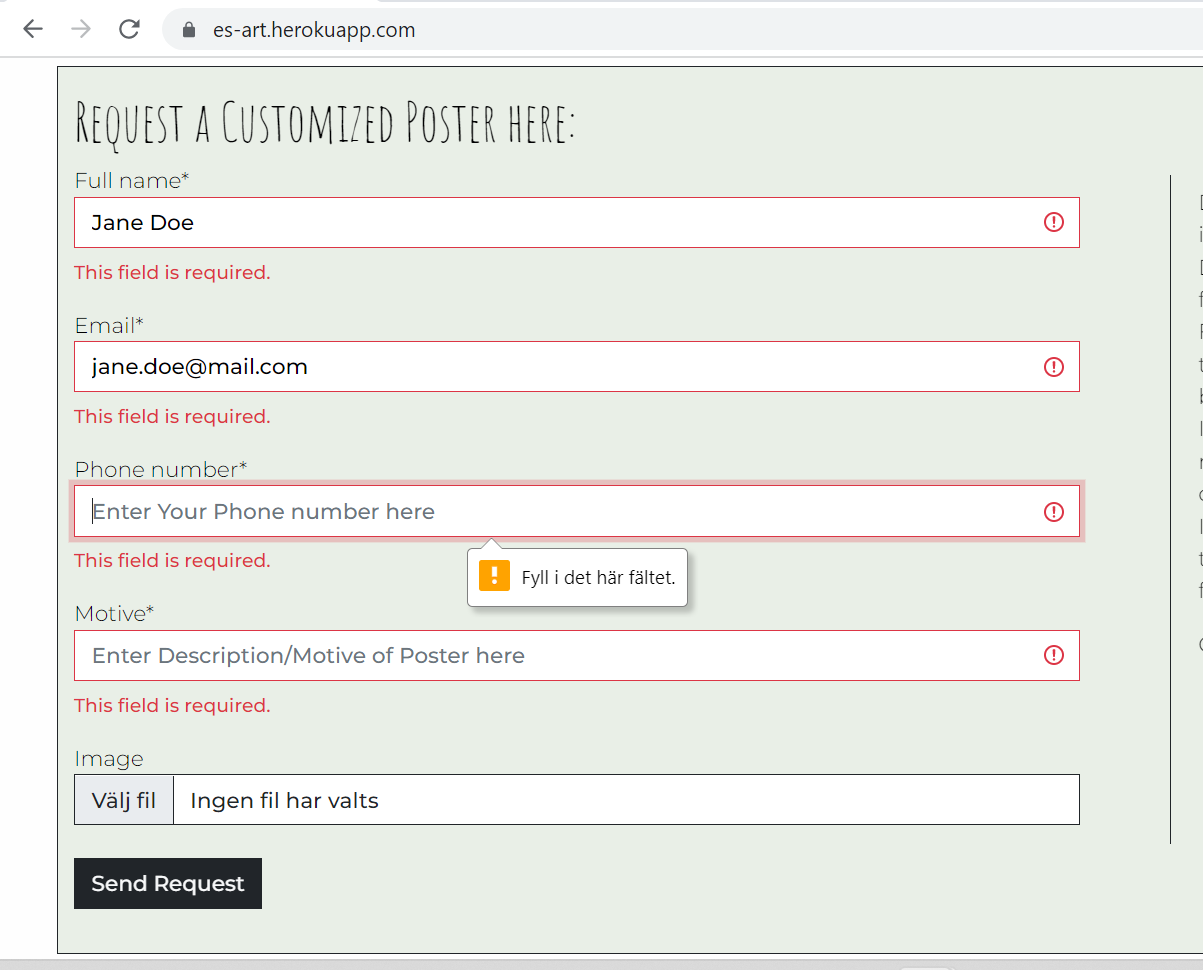 es-art.herokuapp.com
Request a Customized Poster here:
Full name*
Jane Doe
This field is required.
Email*
jane.doe@mail.com
This field is required.
Phone number*
Enter Your Phone number here
This field is required.
Fyll i det här fältet.
Motive*
Enter Description/Motive of Poster here
This field is required.
Image
Välj fil Ingen fil har valts
Send Request